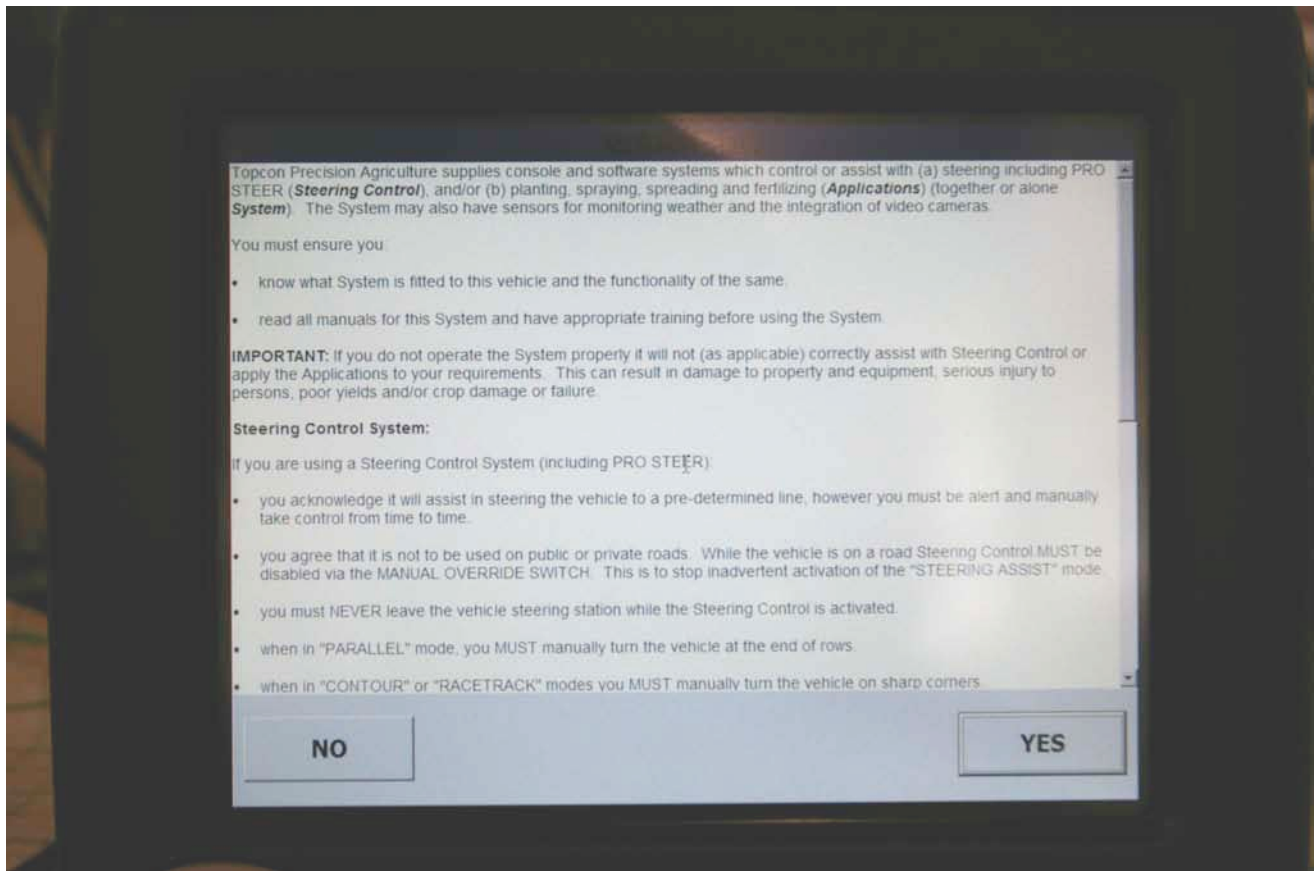 Topcon Precision Agriculture supplies console and software systems which control or assist with (a) steering including PRO
STEER (Steering Control), and/or (b) planting, spraying, spreading and fertilizing (Applications) (together or alone
System). The System may also have sensors for monitoring weather and the integration of video cameras.
You must ensure you:
• know what System is fitted to this vehicle and the functionality of the same.
• read all manuals for this System and have appropriate training before using the System.
IMPORTANT: If you do not operate the System properly it will not (as applicable) correctly assist with Steering Control or
apply the Applications to your requirements. This can result in damage to property and equipment, serious injury to
persons, poor yields and/or crop damage or failure.
Steering Control System:
If you are using a Steering Control System (including PRO STEER):
• you acknowledge it will assist in steering the vehicle to a pre-determined line, however you must be alert and manually
take control from time to time.
• you agree that it is not to be used on public or private roads. While the vehicle is on a road Steering Control MUST be
disabled via the MANUAL OVERRIDE SWITCH. This is to stop inadvertent activation of the "STEERING ASSIST" mode.
• you must NEVER leave the vehicle steering station while the Steering Control is activated.
• when in "PARALLEL" mode, you MUST manually turn the vehicle at the end of rows.
• when in "CONTOUR" or "RACETRACK" modes you MUST manually turn the vehicle on sharp corners.
NO
YES